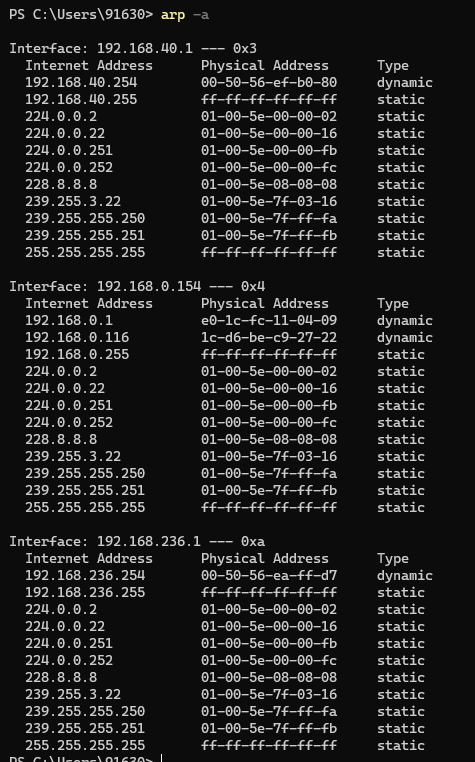 PS C:\Users\91630> arp -a
Interface: 192.168.40.1 --- 0x3
Internet Address Physical Address Type
192.168.40.254 00-50-56-ef-b0-80 dynamic
192.168.40.255 ff-ff-ff-ff-ff-ff static
224.0.0.2 01-00-5e-00-00-02 static
224.0.0.22 01-00-5e-00-00-16 static
224.0.0.251 01-00-5e-00-00-fb static
224.0.0.252 01-00-5e-00-00-fc static
228.8.8.8 01-00-5e-08-08-08 static
239.255.3.22 01-00-5e-7f-03-16 static
239.255.255.250 01-00-5e-7f-ff-fa static
239.255.255.251 01-00-5e-7f-ff-fb static
255.255.255.255 ff-ff-ff-ff-ff-ff static
Interface: 192.168.0.154 --- 0x4
Internet Address Physical Address Type
192.168.0.1 e0-1c-fc-11-04-09 dynamic
192.168.0.116 1c-d6-be-c9-27-22 dynamic
192.168.0.255 ff-ff-ff-ff-ff-ff static
224.0.0.2 01-00-5e-00-00-02 static
224.0.0.22 01-00-5e-00-00-16 static
224.0.0.251 01-00-5e-00-00-fb static
224.0.0.252 01-00-5e-00-00-fc static
228.8.8.8 01-00-5e-08-08-08 static
239.255.3.22 01-00-5e-7f-03-16 static
239.255.255.250 01-00-5e-7f-ff-fa static
239.255.255.251 01-00-5e-7f-ff-fb static
255.255.255.255 ff-ff-ff-ff-ff-ff static
Interface: 192.168.236.1 --- 0xa
Internet Address Physical Address Type
192.168.236.254 00-50-56-ea-ff-d7 dynamic
192.168.236.255 ff-ff-ff-ff-ff-ff static
224.0.0.2 01-00-5e-00-00-02 static
224.0.0.22 01-00-5e-00-00-16 static
224.0.0.251 01-00-5e-00-00-fb static
224.0.0.252 01-00-5e-00-00-fc static
228.8.8.8 01-00-5e-08-08-08 static
239.255.3.22 01-00-5e-7f-03-16 static
239.255.255.250 01-00-5e-7f-ff-fa static
239.255.255.251 01-00-5e-7f-ff-fb static
255.255.255.255 ff-ff-ff-ff-ff-ff static
PS C:\Users\91630>